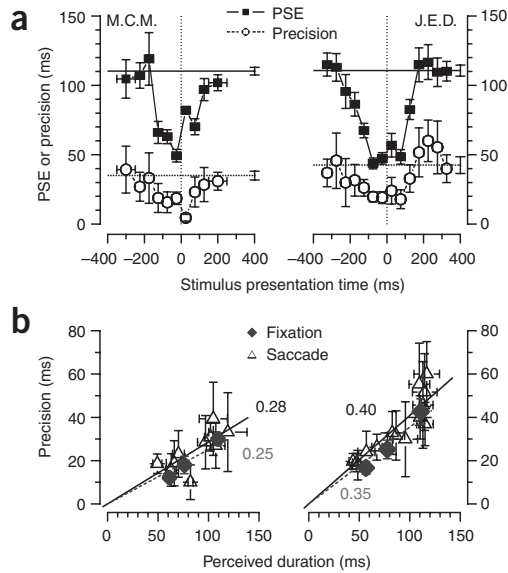 a
M.C.M.
PSE
Precision
J.E.D.
PSE or precision (ms)
150
100
50
0
150
100
50
0
−400 −200 0 200 400
−400 −200 0 200 400
Stimulus presentation time (ms)
b
Fixation
Saccade
Precision (ms)
80
60
40
20
0
80
60
40
20
0
0.28
0.25
0.40
0.35
0 50 100 150
0 50 100 150
Perceived duration (ms)